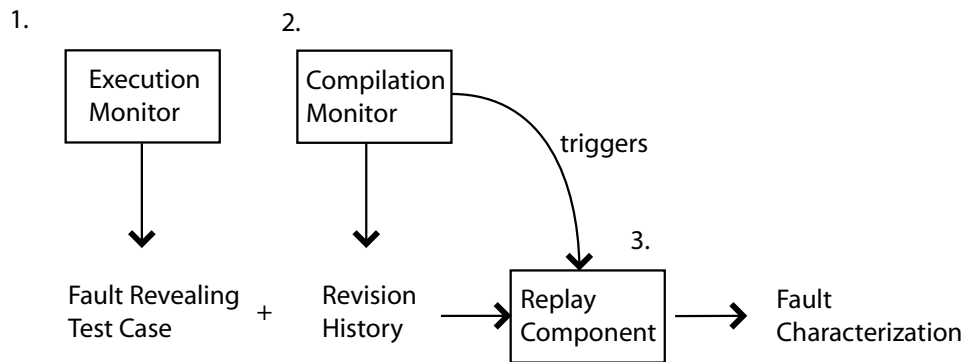 1.
Execution
Monitor
2.
Compilation
Monitor
triggers
3.
Fault Revealing
Test Case
+
Revision
History
Replay
Component
Fault
Characterization